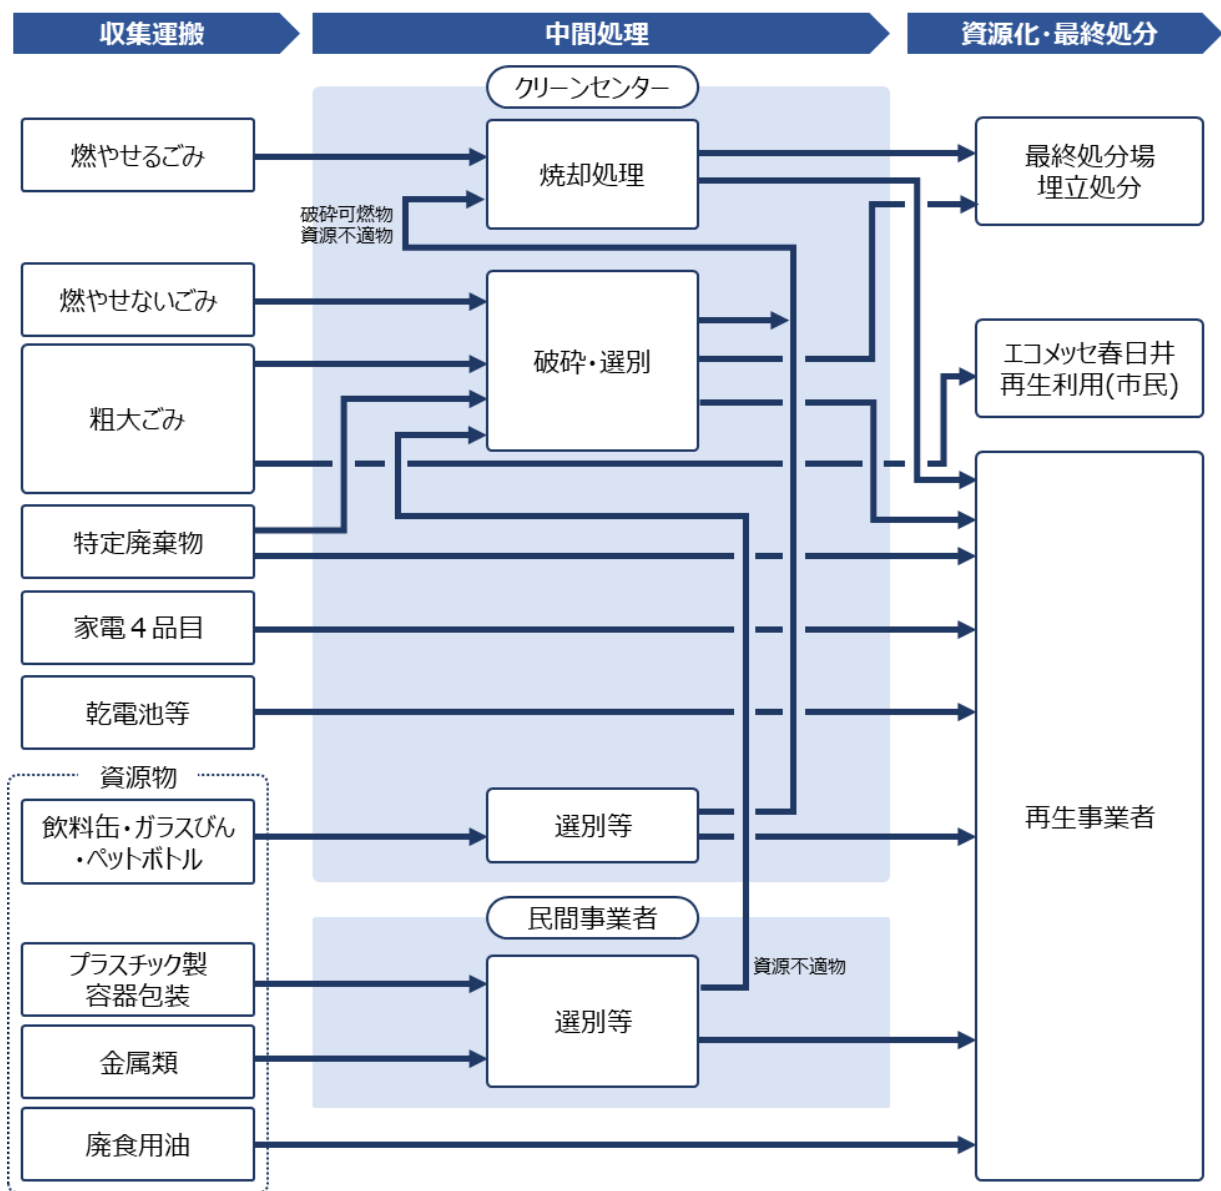 収集運搬
中間処理
資源化・最終処分
クリーンセンター
燃やせるごみ
焼却処理
最終処分場
埋立処分
破砕可燃物
資源不適物
燃やせないごみ
破砕・選別
エコメッセ春日井
再生利用(市民)
粗大ごみ
特定廃棄物
家電４品目
乾電池等
資源物
飲料缶・ガラスびん
・ペットボトル
選別等
再生事業者
民間事業者
プラスチック製
容器包装
選別等
資源不適物
金属類
廃食用油